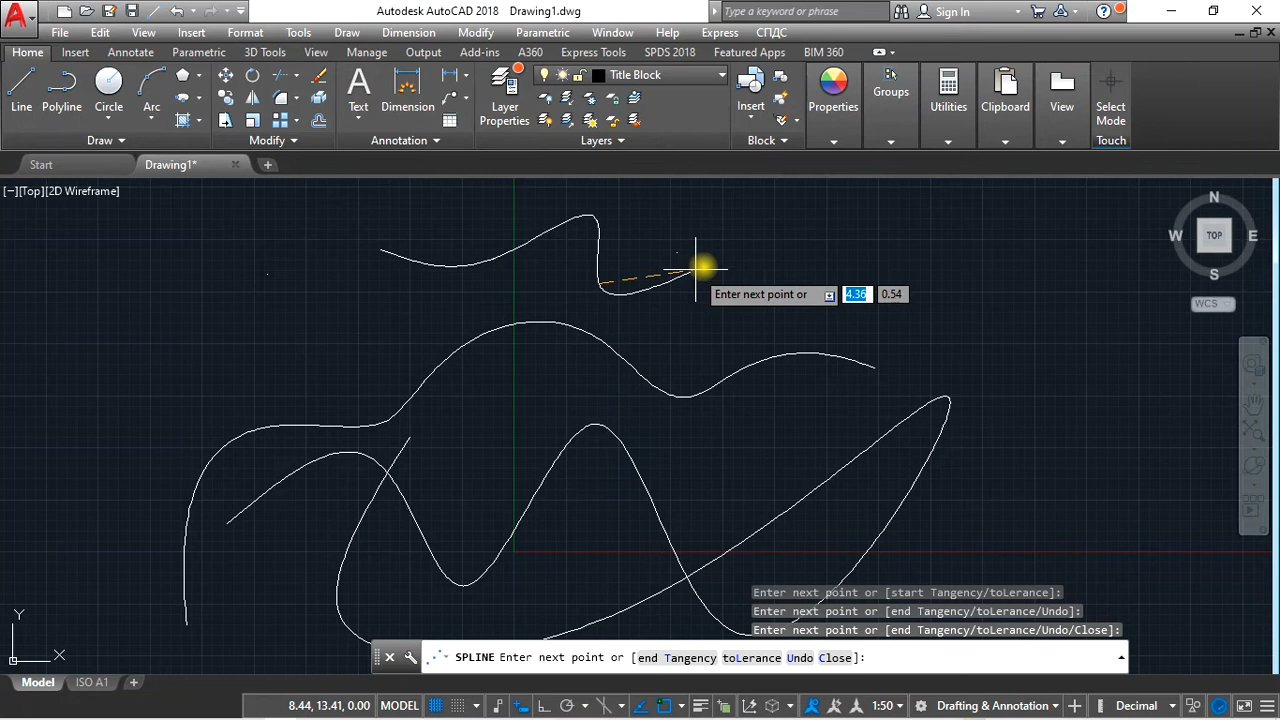 Autodesk AutoCAD 2018 Drawing1.dwg
Type a keyword or phrase
Sign In
File Edit View Insert Format Tools Draw Dimension Modify Parametric Window Help Express СПДС
Home Insert Annotate Parametric 3D Tools View Manage Output Add-ins A360 Express Tools SPDS 2018 Featured Apps BIM 360
Title Block
Line Polyline Circle Arc Text Dimension Layer Properties Insert Properties Groups Utilities Clipboard View Select Mode
Draw Modify Annotation Layers Block Touch
Start Drawing1*
[−][Top][2D Wireframe]
N
W TOP E
S
WCS
Enter next point or 4.36 0.54
Enter next point or [start Tangency/toLerance]:
Enter next point or [end Tangency/toLerance/Undo]:
Enter next point or [end Tangency/toLerance/Undo/Close]:
Y
X
SPLINE Enter next point or [end Tangency toLerance Undo Close]:
Model ISO A1
8.44, 13.41, 0.00 MODEL 1:50 Drafting & Annotation Decimal